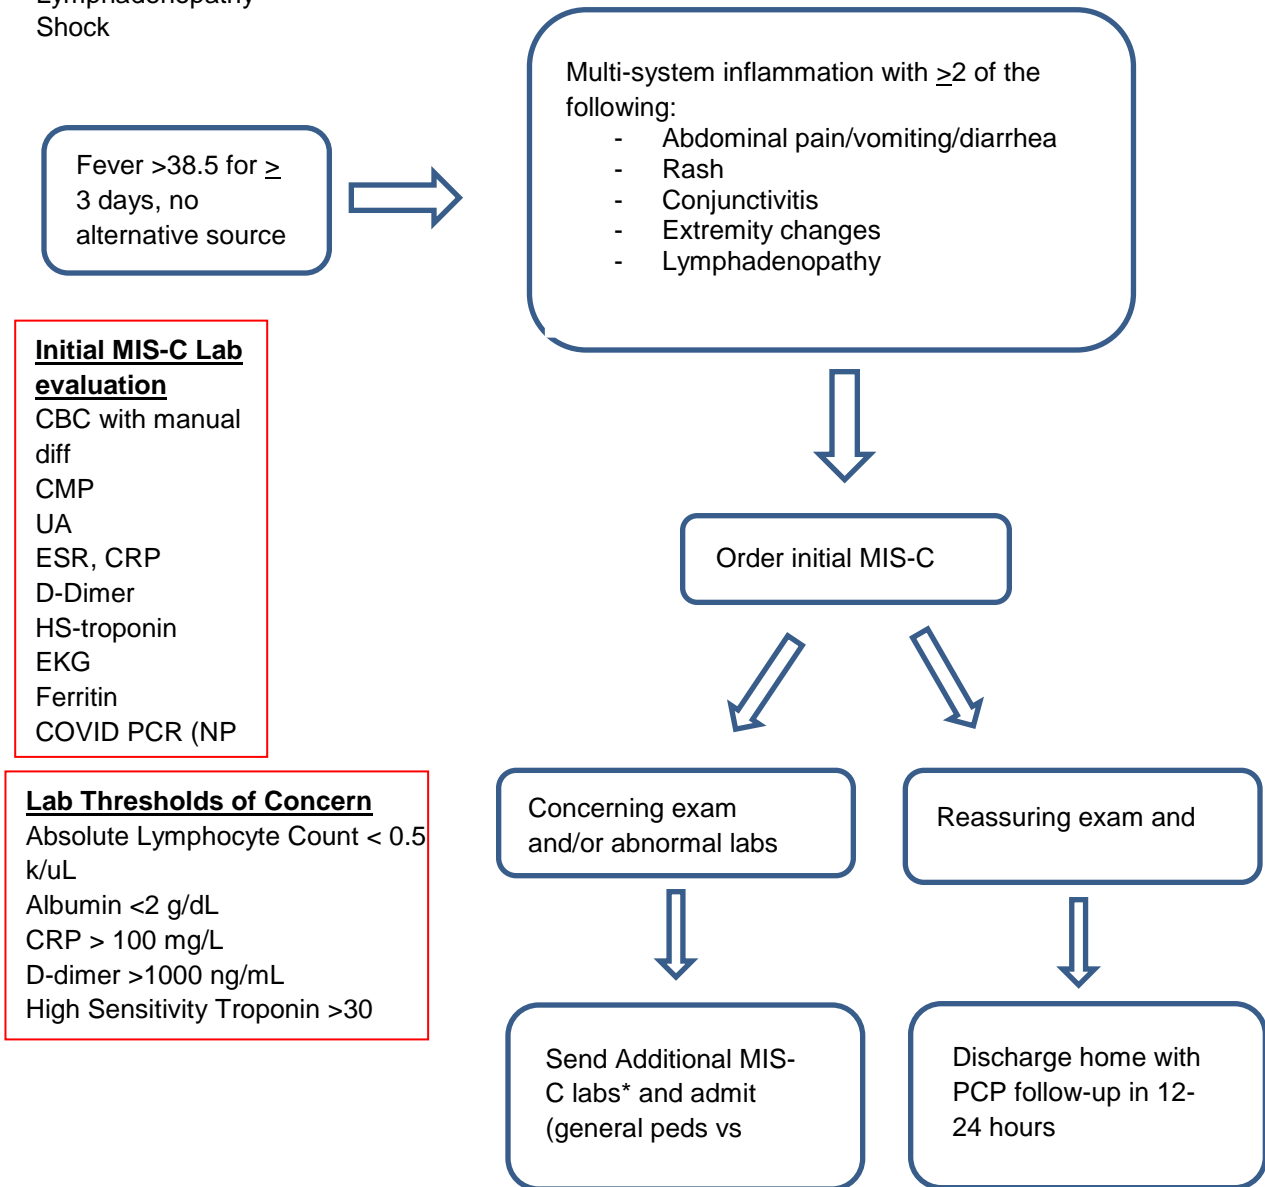 Shock
Multi-system inflammation with >2 of the
following:
- Abdominal pain/vomiting/diarrhea
- Rash
- Conjunctivitis
- Extremity changes
- Lymphadenopathy
Fever >38.5 for >
3 days, no
alternative source
Initial MIS-C Lab
evaluation
CBC with manual
diff
CMP
UA
ESR, CRP
D-Dimer
HS-troponin
EKG
Ferritin
COVID PCR (NP
Order initial MIS-C
Lab Thresholds of Concern
Absolute Lymphocyte Count < 0.5
k/uL
Albumin <2 g/dL
CRP > 100 mg/L
D-dimer >1000 ng/mL
High Sensitivity Troponin >30
Concerning exam
and/or abnormal labs
Reassuring exam and
Send Additional MIS-
C labs* and admit
(general peds vs
Discharge home with
PCP follow-up in 12-
24 hours